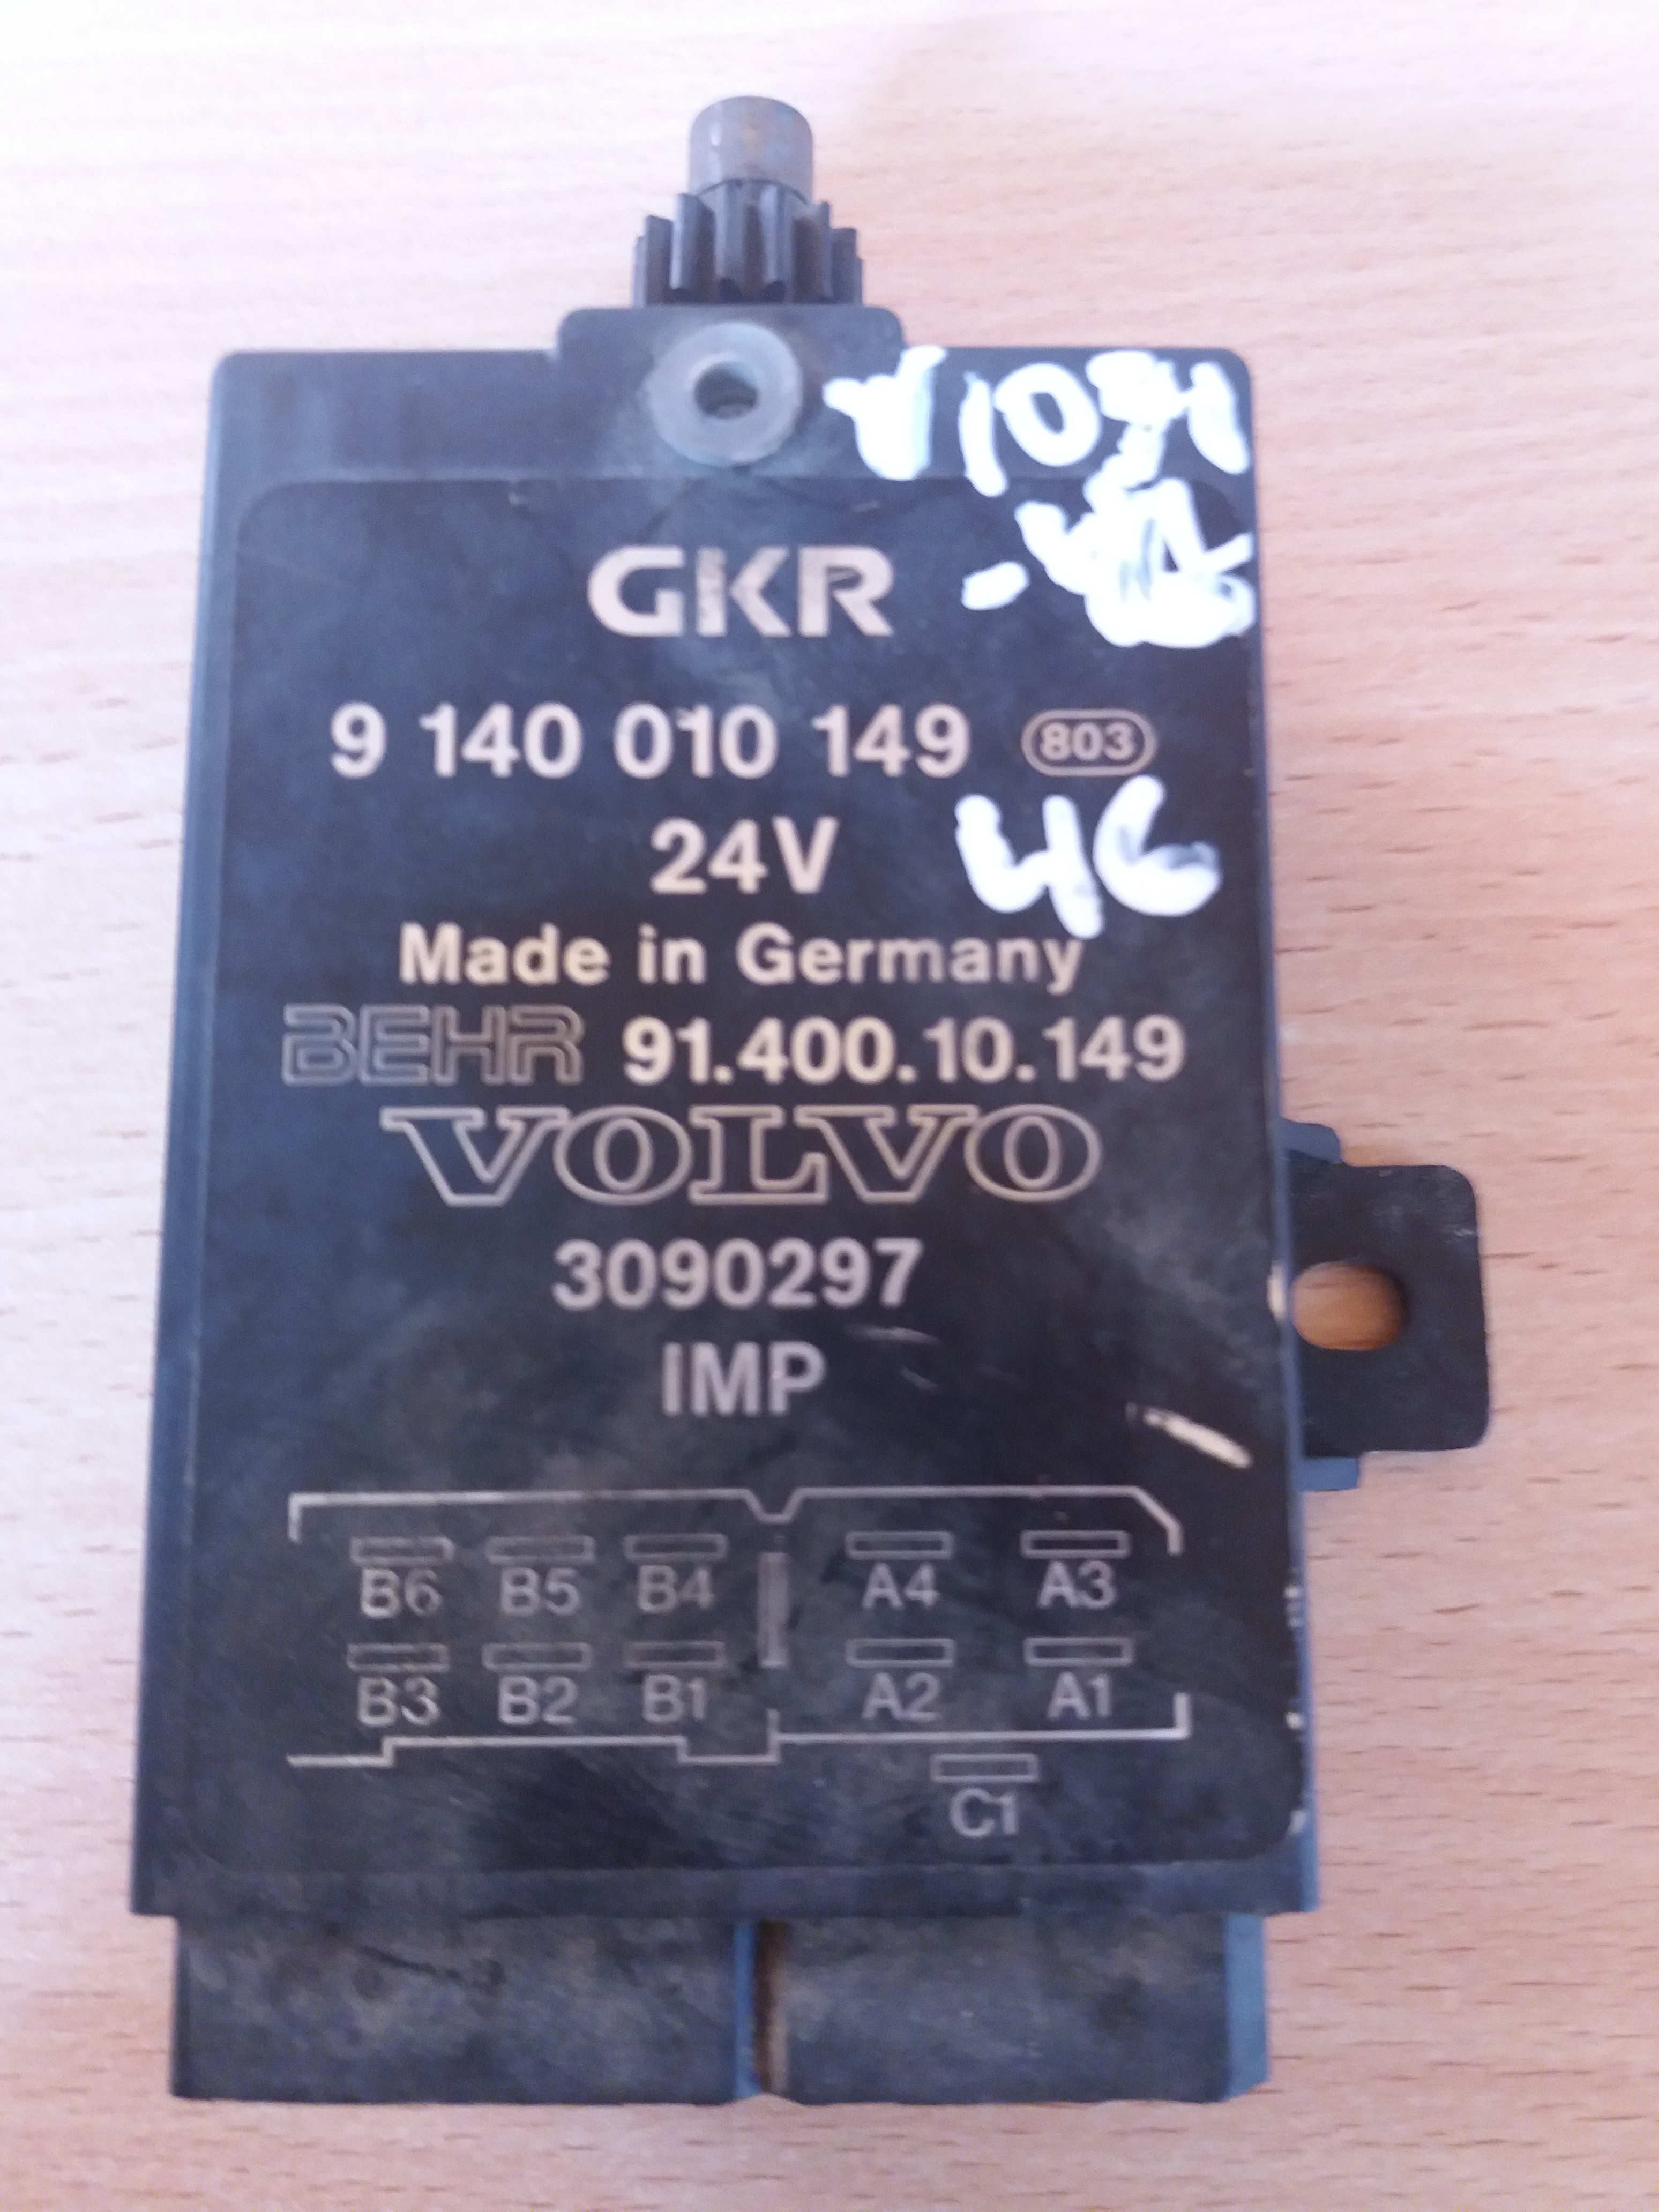 GKR
9 140 010 149 803
24V 46
Made in Germany
BEHR 91.400.10.149
VOLVO
3090297
IMP
B6 B5 B4 A4 A3
B3 B2 B1 A2 A1
C1